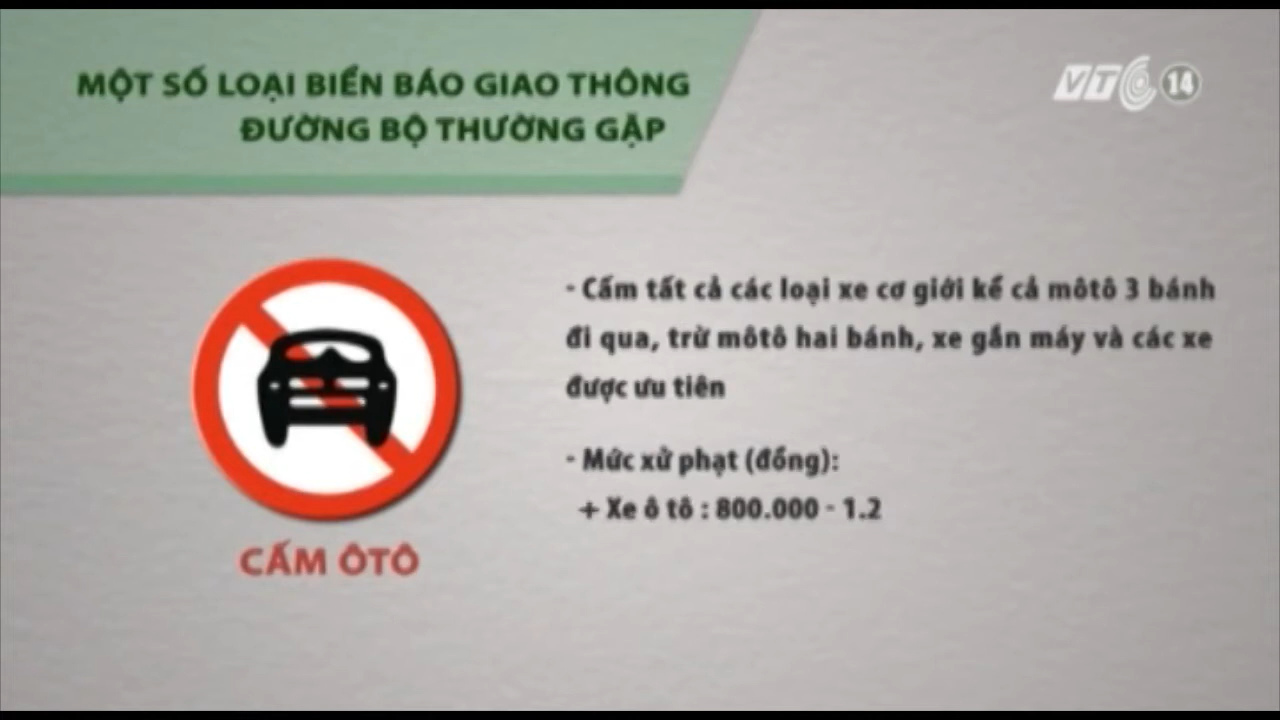 MỘT SỐ LOẠI BIỂN BÁO GIAO THÔNG
ĐƯỜNG BỘ THƯỜNG GẶP
VTC 14
- Cấm tất cả các loại xe cơ giới kể cả môtô 3 bánh
đi qua, trừ môtô hai bánh, xe gắn máy và các xe
được ưu tiên
- Mức xử phạt (đồng):
+ Xe ô tô : 800.000 - 1.2
CẤM ÔTÔ